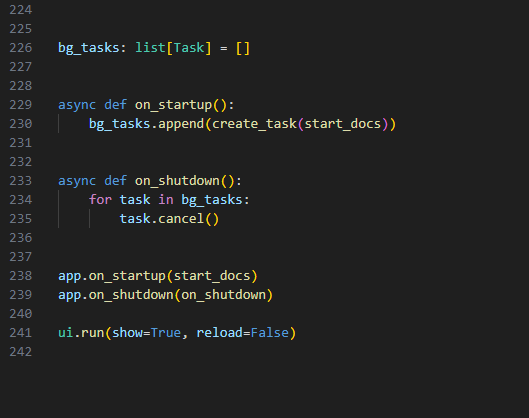 224
225
226 bg_tasks: list[Task] = []
227
228
229 async def on_startup():
230     bg_tasks.append(create_task(start_docs))
231
232
233 async def on_shutdown():
234     for task in bg_tasks:
235         task.cancel()
236
237
238 app.on_startup(start_docs)
239 app.on_shutdown(on_shutdown)
240
241 ui.run(show=True, reload=False)
242